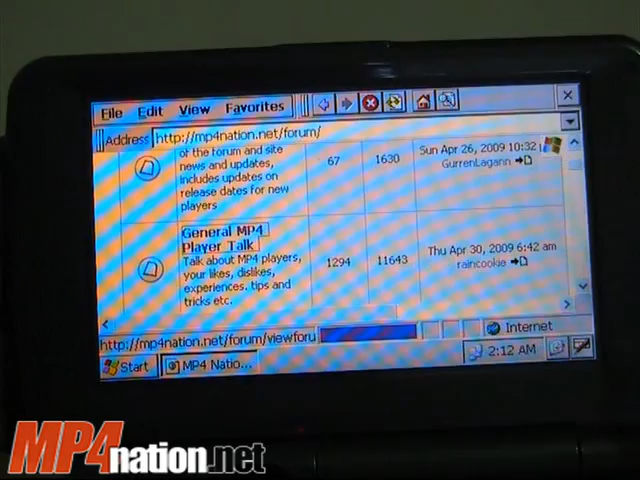 File Edit View Favorites
Address http://mp4nation.net/forum/
of the forum and site
news and updates,
includes updates on
release dates for new
players
67
1630
Sun Apr 26, 2009 10:32
GurrenLagann
General MP4
Player Talk
Talk about MP4 players,
your likes, dislikes,
experiences. tips and
tricks etc.
1294
11643
Thu Apr 30, 2009 6:42 am
raincookie
http://mp4nation.net/forum/viewforu
Internet
Start
MP4 Natio...
2:12 AM
MP4nation.net